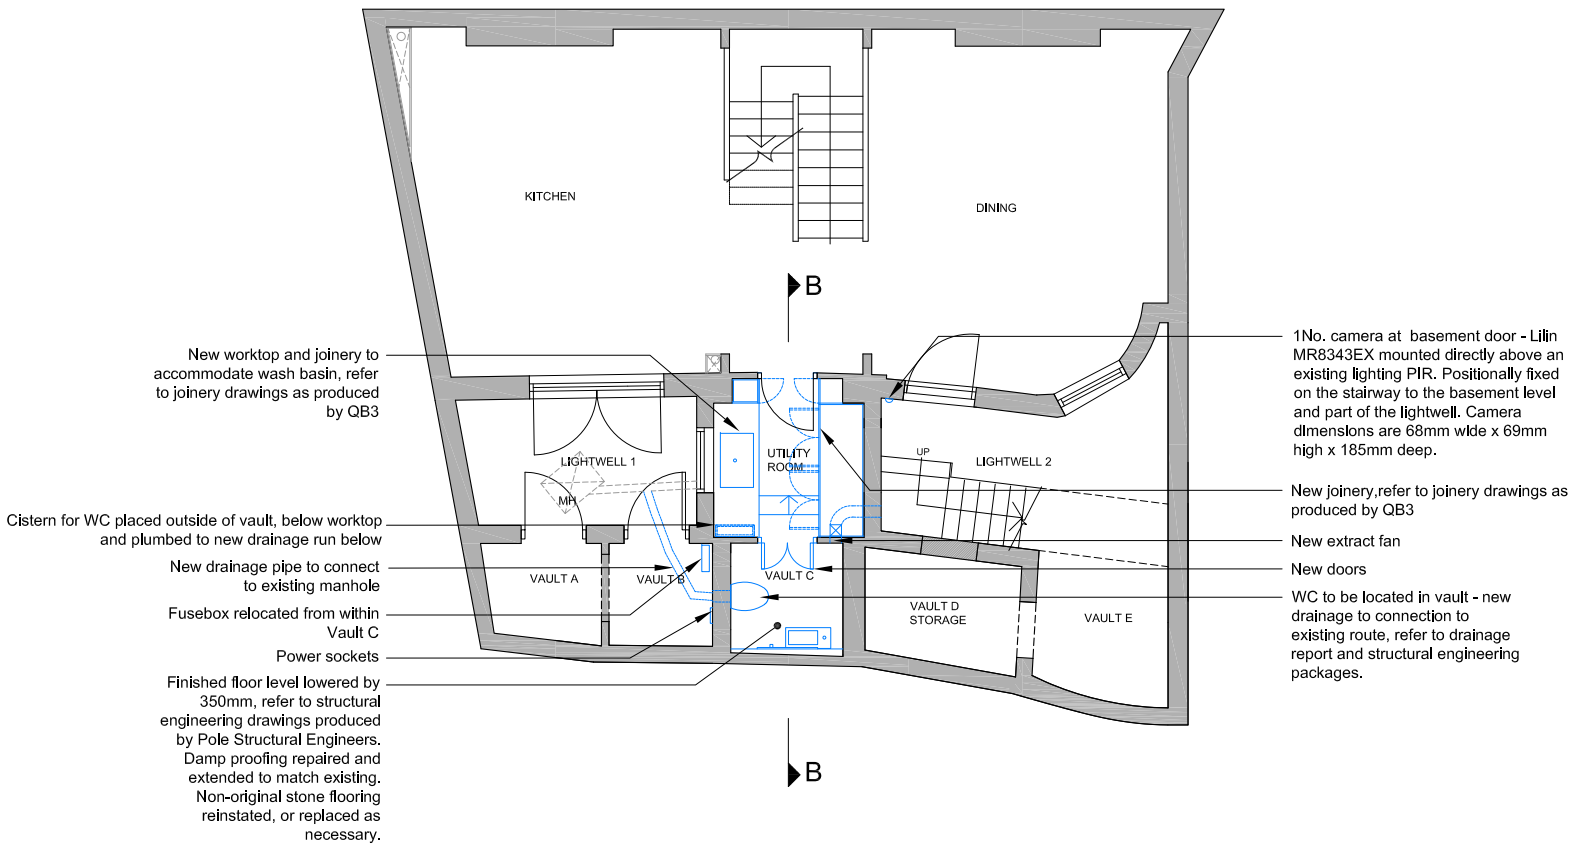 KITCHEN
DINING
B
New worktop and joinery to
accommodate wash basin, refer
to joinery drawings as produced
by QB3
1No. camera at basement door - Lilin
MR8343EX mounted directly above an
existing lighting PIR. Positionally fixed
on the stairway to the basement level
and part of the lightwell. Camera
dimensions are 68mm wide x 69mm
high x 185mm deep.
LIGHTWELL 1
MH
UTILITY
ROOM
UP
LIGHTWELL 2
New joinery,refer to joinery drawings as
produced by QB3
Cistern for WC placed outside of vault, below worktop
and plumbed to new drainage run below
New extract fan
New drainage pipe to connect
to existing manhole
New doors
VAULT A
VAULT B
VAULT C
VAULT D
STORAGE
VAULT E
Fusebox relocated from within
Vault C
WC to be located in vault - new
drainage to connection to
existing route, refer to drainage
report and structural engineering
packages.
Power sockets
Finished floor level lowered by
350mm, refer to structural
engineering drawings produced
by Pole Structural Engineers.
Damp proofing repaired and
extended to match existing.
Non-original stone flooring
reinstated, or replaced as
necessary.
B